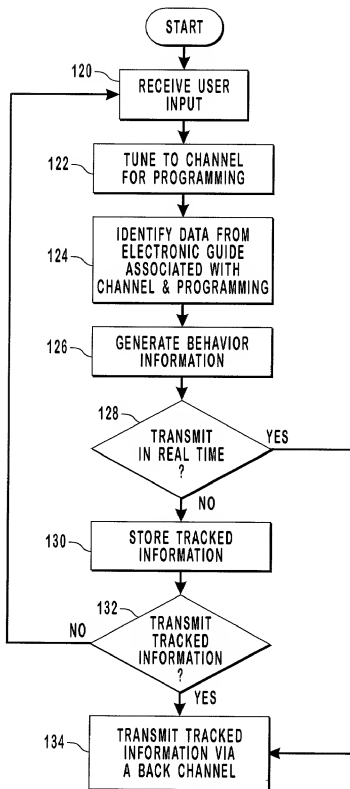 START
120
RECEIVE USER
INPUT
122
TUNE TO CHANNEL
FOR PROGRAMMING
124
IDENTIFY DATA FROM
ELECTRONIC GUIDE
ASSOCIATED WITH
CHANNEL & PROGRAMMING
126
GENERATE BEHAVIOR
INFORMATION
128
TRANSMIT
IN REAL TIME
?
YES
NO
130
STORE TRACKED
INFORMATION
132
TRANSMIT
TRACKED
INFORMATION
?
NO
YES
134
TRANSMIT TRACKED
INFORMATION VIA
A BACK CHANNEL